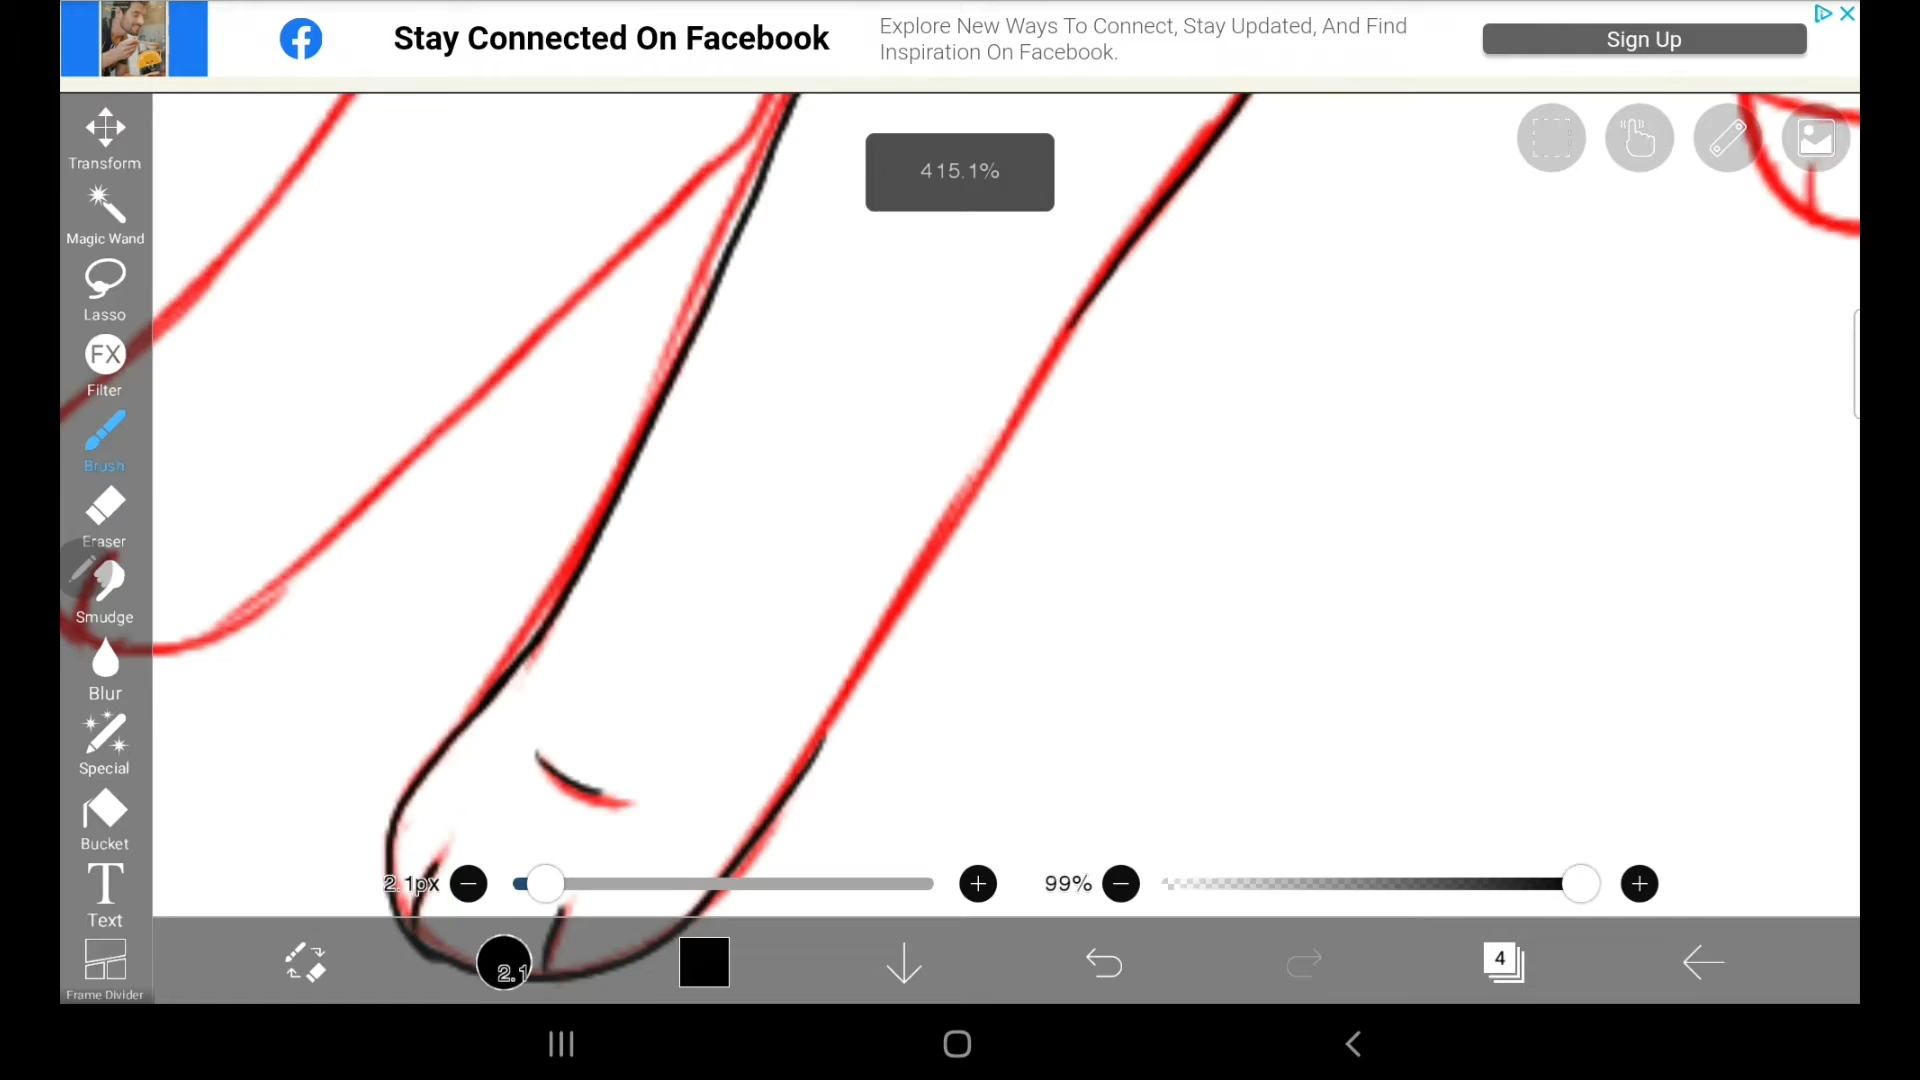 Stay Connected On Facebook
Explore New Ways To Connect, Stay Updated, And Find
Inspiration On Facebook.
Sign Up
Transform
415.1%
Magic Wand
Lasso
FX
Filter
Brush
Eraser
Smudge
Blur
Special
Bucket
2.1px
99%
T
Text
2.1
4
Frame Divider